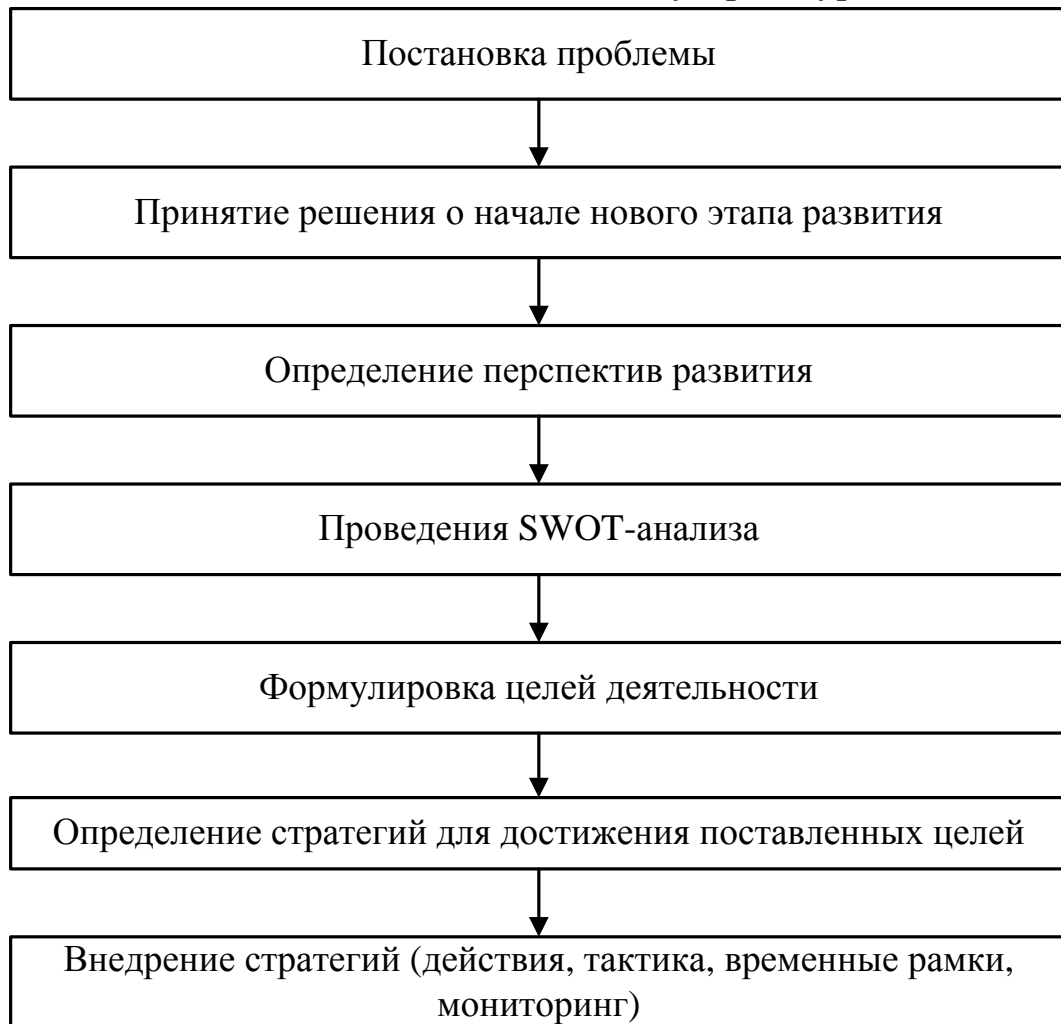 Постановка проблемы
Принятие решения о начале нового этапа развития
Определение перспектив развития
Проведения SWOT-анализа
Формулировка целей деятельности
Определение стратегий для достижения поставленных целей
Внедрение стратегий (действия, тактика, временные рамки,
мониторинг)